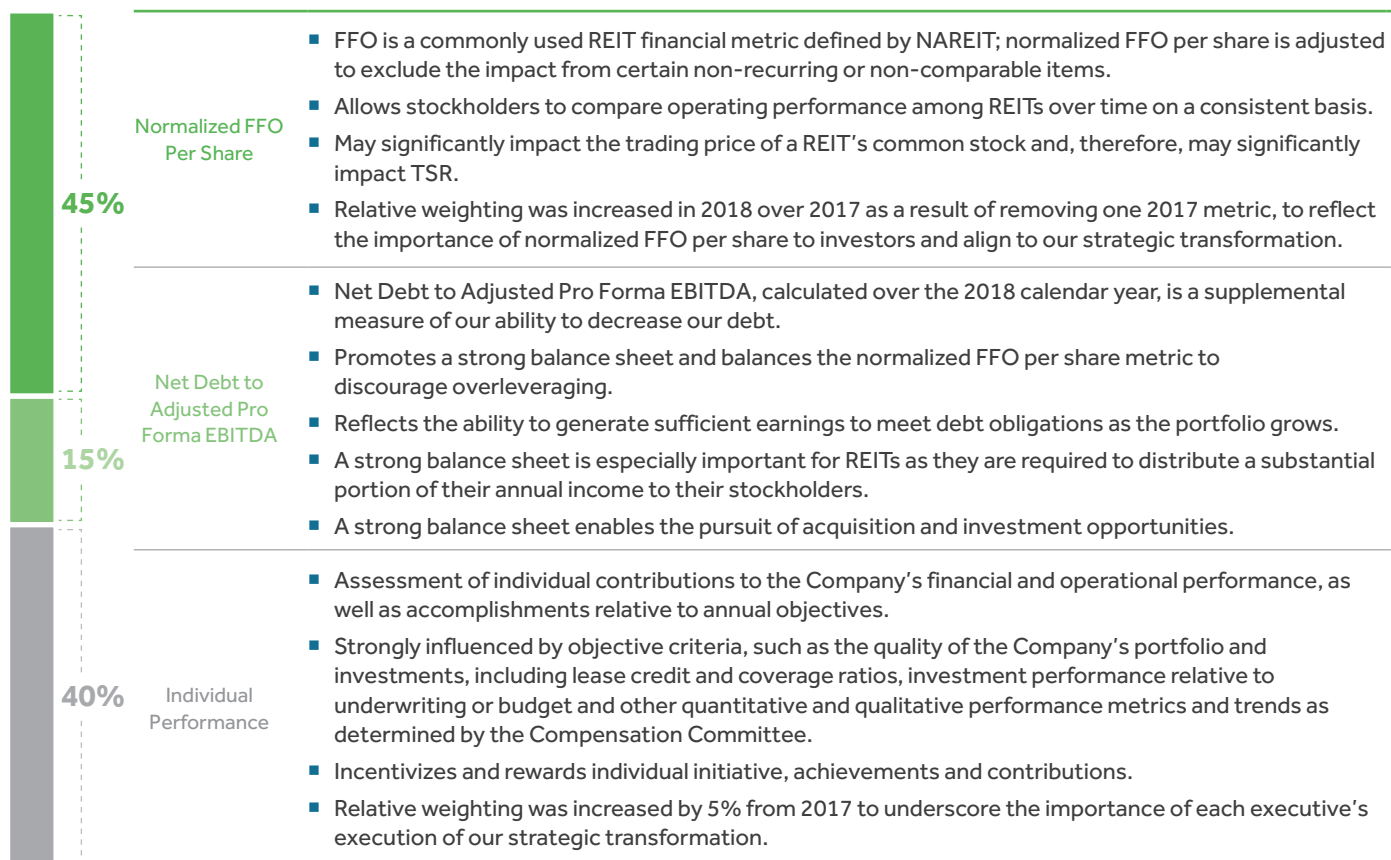 45%
Normalized FFO
Per Share
■ FFO is a commonly used REIT financial metric defined by NAREIT; normalized FFO per share is adjusted
to exclude the impact from certain non-recurring or non-comparable items.
■ Allows stockholders to compare operating performance among REITs over time on a consistent basis.
■ May significantly impact the trading price of a REIT’s common stock and, therefore, may significantly
impact TSR.
■ Relative weighting was increased in 2018 over 2017 as a result of removing one 2017 metric, to reflect
the importance of normalized FFO per share to investors and align to our strategic transformation.
15%
Net Debt to
Adjusted Pro
Forma EBITDA
■ Net Debt to Adjusted Pro Forma EBITDA, calculated over the 2018 calendar year, is a supplemental
measure of our ability to decrease our debt.
■ Promotes a strong balance sheet and balances the normalized FFO per share metric to
discourage overleveraging.
■ Reflects the ability to generate sufficient earnings to meet debt obligations as the portfolio grows.
■ A strong balance sheet is especially important for REITs as they are required to distribute a substantial
portion of their annual income to their stockholders.
■ A strong balance sheet enables the pursuit of acquisition and investment opportunities.
40%
Individual
Performance
■ Assessment of individual contributions to the Company’s financial and operational performance, as
well as accomplishments relative to annual objectives.
■ Strongly influenced by objective criteria, such as the quality of the Company’s portfolio and
investments, including lease credit and coverage ratios, investment performance relative to
underwriting or budget and other quantitative and qualitative performance metrics and trends as
determined by the Compensation Committee.
■ Incentivizes and rewards individual initiative, achievements and contributions.
■ Relative weighting was increased by 5% from 2017 to underscore the importance of each executive’s
execution of our strategic transformation.